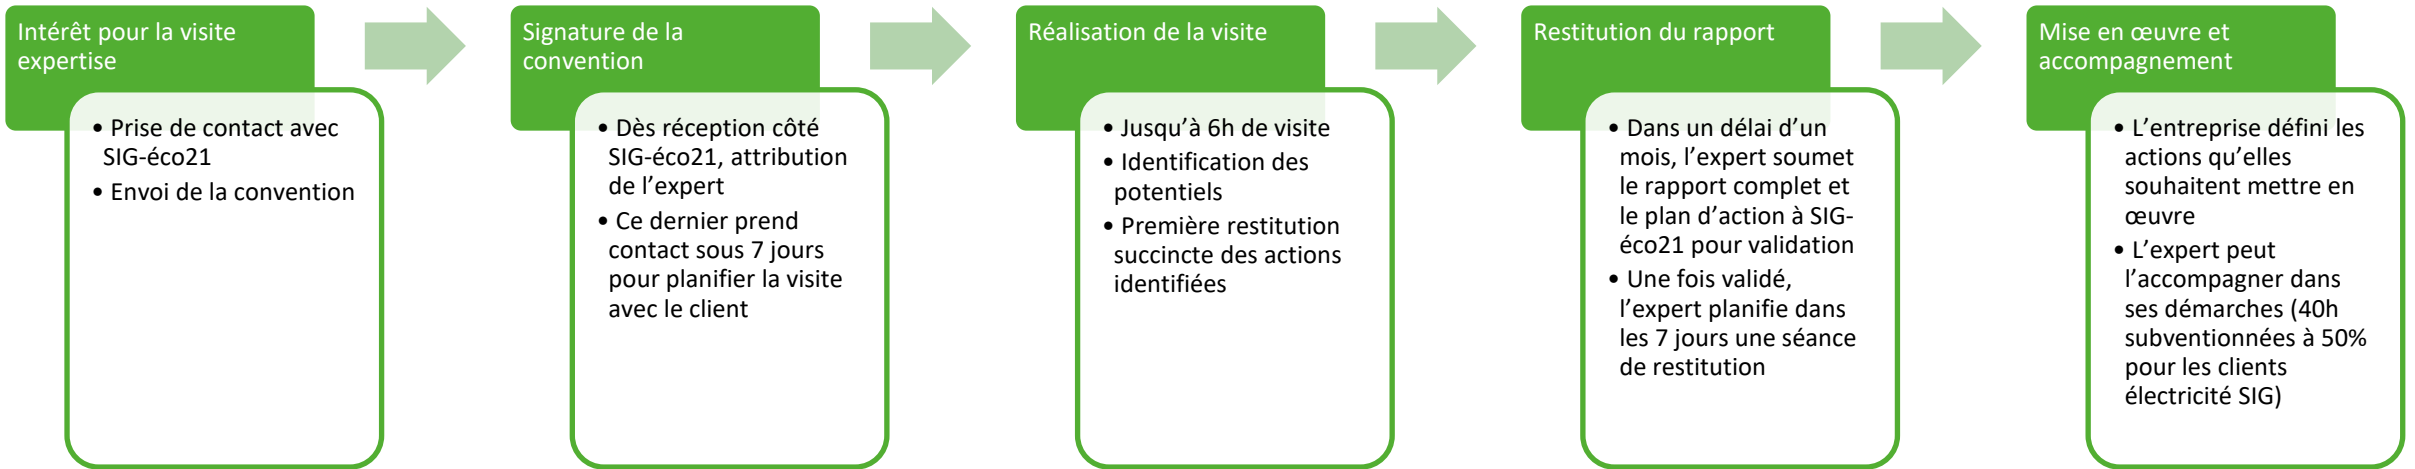 Intérêt pour la visite
expertise
• Prise de contact avec
SIG-éco21
• Envoi de la convention
Signature de la
convention
• Dès réception côté
SIG-éco21, attribution
de l’expert
• Ce dernier prend
contact sous 7 jours
pour planifier la visite
avec le client
Réalisation de la visite
• Jusqu’à 6h de visite
• Identification des
potentiels
• Première restitution
succincte des actions
identifiées
Restitution du rapport
• Dans un délai d’un
mois, l’expert soumet
le rapport complet et
le plan d’action à SIG-
éco21 pour validation
• Une fois validé,
l’expert planifie dans
les 7 jours une séance
de restitution
Mise en œuvre et
accompagnement
• L’entreprise défini les
actions qu’elles
souhaitent mettre en
œuvre
• L’expert peut
l’accompagner dans
ses démarches (40h
subventionnées à 50%
pour les clients
électricité SIG)